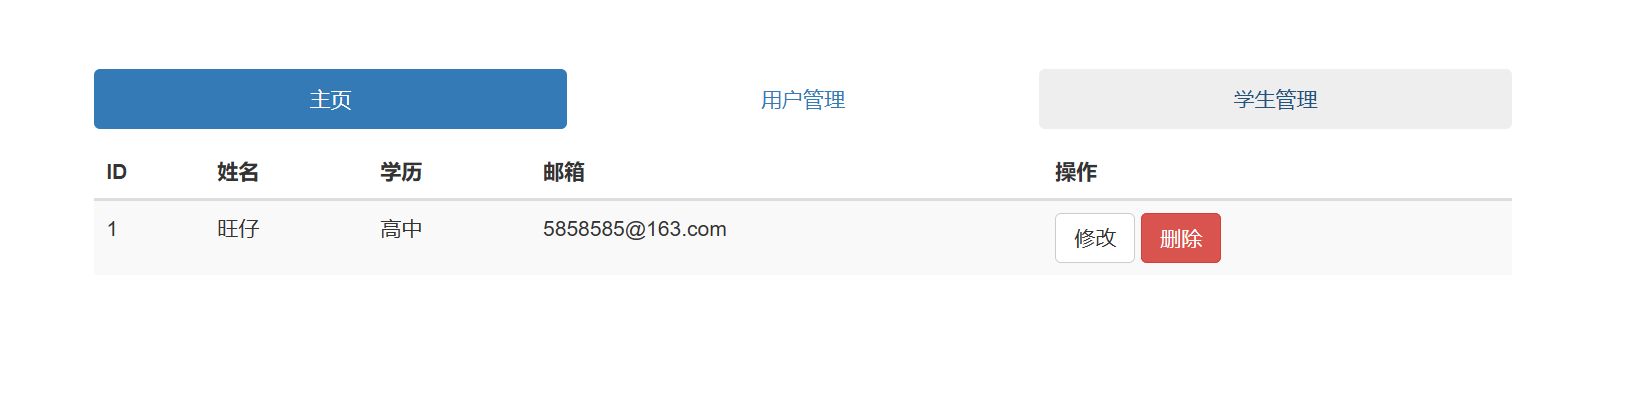 主页 用户管理 学生管理
ID 姓名 学历 邮箱 操作
1 旺仔 高中 5858585@163.com 修改 删除